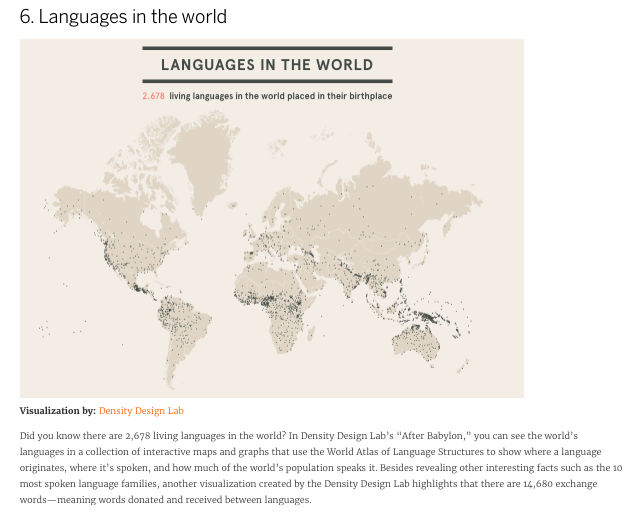 6. Languages in the world
LANGUAGES IN THE WORLD
2.678 living languages in the world placed in their birthplace
Visualization by: Density Design Lab
Did you know there are 2,678 living languages in the world? In Density Design Lab's “After Babylon,” you can see the world's
languages in a collection of interactive maps and graphs that use the World Atlas of Language Structures to show where a language
originates, where it's spoken, and how much of the world's population speaks it. Besides revealing other interesting facts such as the 10
most spoken language families, another visualization created by the Density Design Lab highlights that there are 14,680 exchange
words—meaning words donated and received between languages.